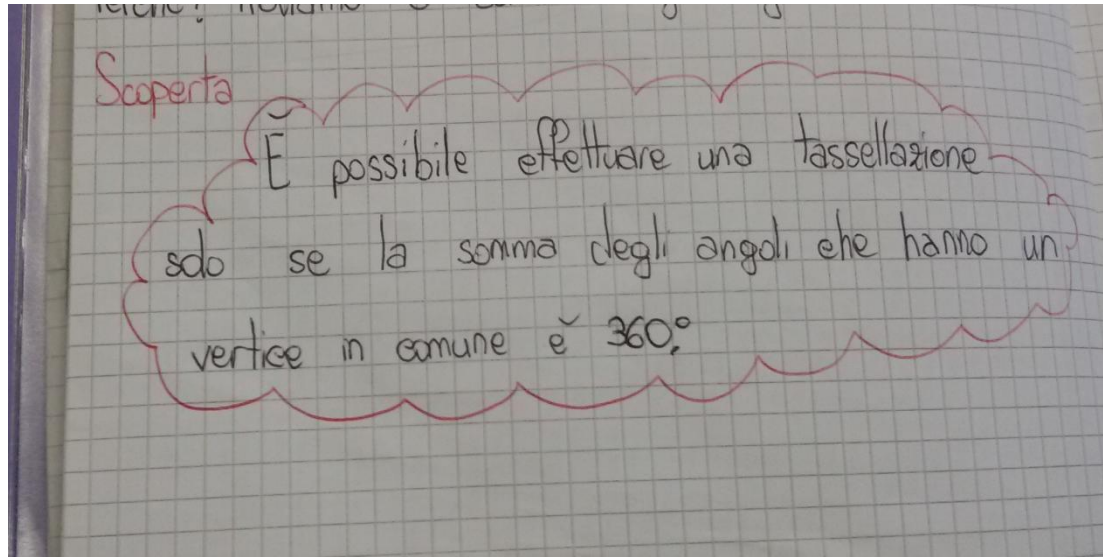 Scoperta
È possibile effettuare una tassellazione
solo se la somma degli angoli che hanno un
vertice in comune è 360°.